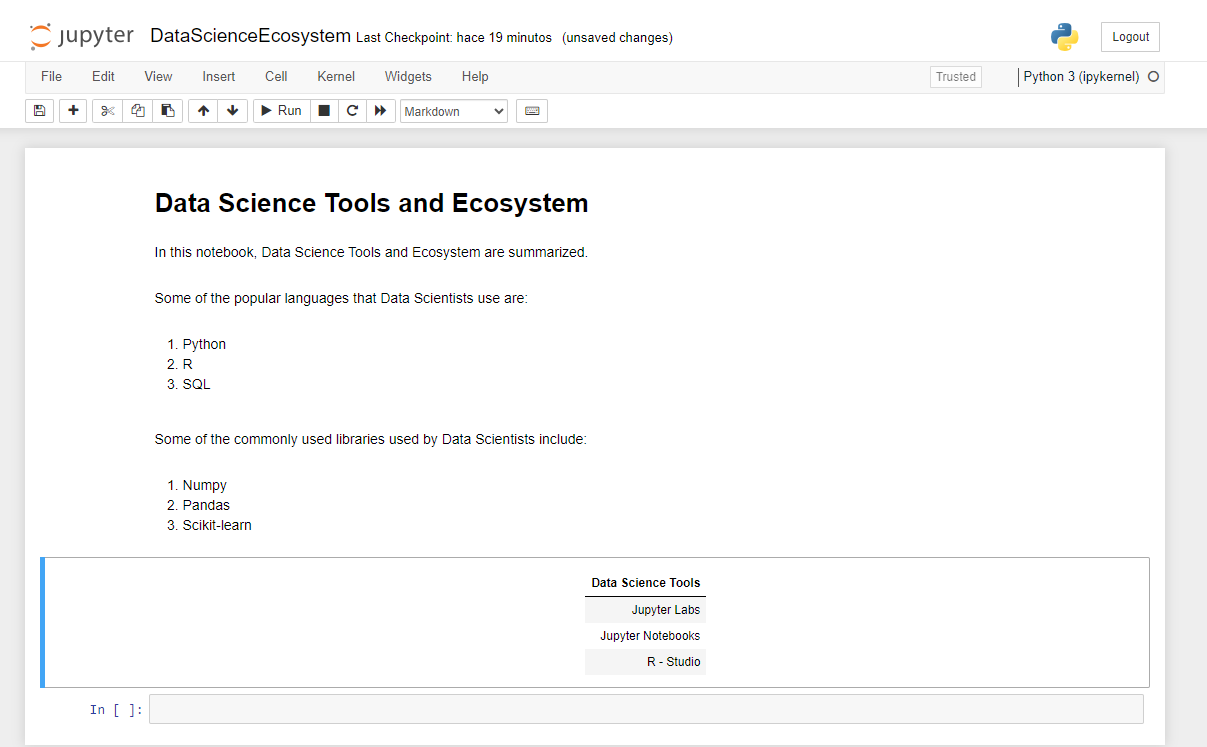 jupyter DataScienceEcosystem Last Checkpoint: hace 19 minutos (unsaved changes) Logout
File Edit View Insert Cell Kernel Widgets Help Trusted Python 3 (ipykernel)
Run Markdown
Data Science Tools and Ecosystem
In this notebook, Data Science Tools and Ecosystem are summarized.
Some of the popular languages that Data Scientists use are:
1. Python
2. R
3. SQL
Some of the commonly used libraries used by Data Scientists include:
1. Numpy
2. Pandas
3. Scikit-learn
Data Science Tools
Jupyter Labs
Jupyter Notebooks
R - Studio
In [ ]: